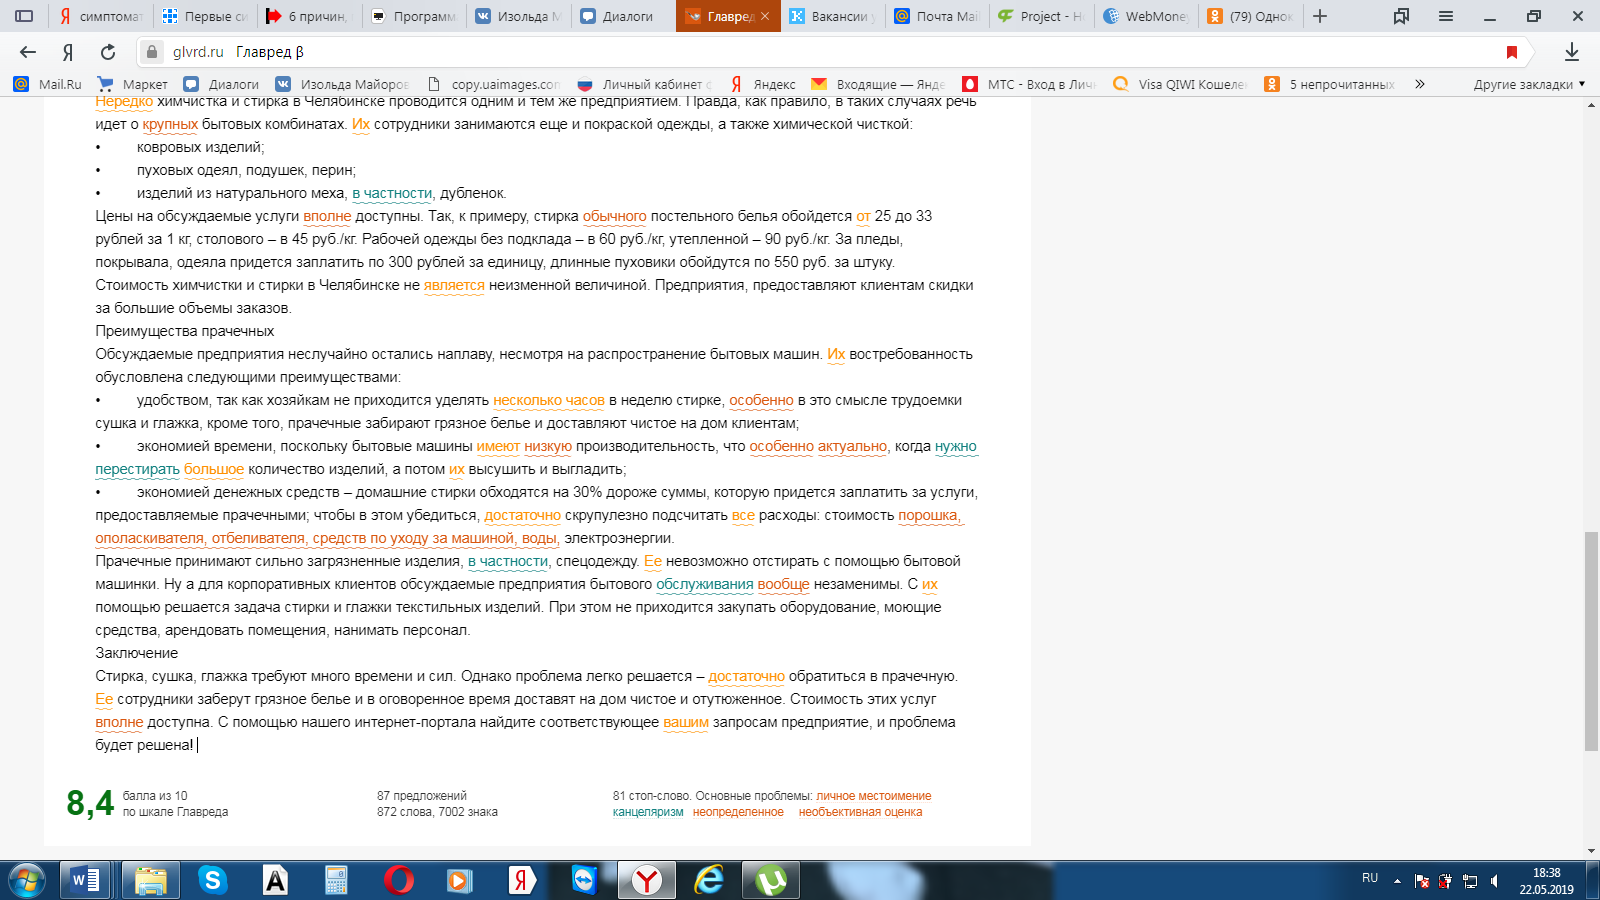 симптомат
Первые си
6 причин,
Програм
Изольда М
Диалоги
Главред
Вакансии у
Почта Mail
Project - Но
WebMoney
(79) Однок
glvrd.ru Главред β
Mail.Ru
Маркет
Диалоги
Изольда Майоров
copy.uaimages.com
Личный кабинет ф
Яндекс
Входящие — Янде
МТС - Вход в Личн
Visa QIWI Кошелек
5 непрочитанных
»
Другие закладки
Нередко химчистка и стирка в Челябинске проводится одним и тем же предприятием. Правда, как правило, в таких случаях речь
идет о крупных бытовых комбинатах. Их сотрудники занимаются еще и покраской одежды, а также химической чисткой:
• ковровых изделий;
• пуховых одеял, подушек, перин;
• изделий из натурального меха, в частности, дубленок.
Цены на обсуждаемые услуги вполне доступны. Так, к примеру, стирка обычного постельного белья обойдется от 25 до 33
рублей за 1 кг, столового – в 45 руб./кг. Рабочей одежды без подклада – в 60 руб./кг, утепленной – 90 руб./кг. За пледы,
покрывала, одеяла придется заплатить по 300 рублей за единицу, длинные пуховики обойдутся по 550 руб. за штуку.
Стоимость химчистки и стирки в Челябинске не является неизменной величиной. Предприятия, предоставляют клиентам скидки
за большие объемы заказов.
Преимущества прачечных
Обсуждаемые предприятия неслучайно остались наплаву, несмотря на распространение бытовых машин. Их востребованность
обусловлена следующими преимуществами:
• удобством, так как хозяйкам не приходится уделять несколько часов в неделю стирке, особенно в это смысле трудоемки
сушка и глажка, кроме того, прачечные забирают грязное белье и доставляют чистое на дом клиентам;
• экономией времени, поскольку бытовые машины имеют низкую производительность, что особенно актуально, когда нужно
перестирать большое количество изделий, а потом их высушить и выгладить;
• экономией денежных средств – домашние стирки обходятся на 30% дороже суммы, которую придется заплатить за услуги,
предоставляемые прачечными; чтобы в этом убедиться, достаточно скрупулезно подсчитать все расходы: стоимость порошка,
ополаскивателя, отбеливателя, средств по уходу за машиной, воды, электроэнергии.
Прачечные принимают сильно загрязненные изделия, в частности, спецодежду. Ее невозможно отстирать с помощью бытовой
машинки. Ну а для корпоративных клиентов обсуждаемые предприятия бытового обслуживания вообще незаменимы. С их
помощью решается задача стирки и глажки текстильных изделий. При этом не приходится закупать оборудование, моющие
средства, арендовать помещения, нанимать персонал.
Заключение
Стирка, сушка, глажка требуют много времени и сил. Однако проблема легко решается – достаточно обратиться в прачечную.
Ее сотрудники заберут грязное белье и в оговоренное время доставят на дом чистое и отутюженное. Стоимость этих услуг
вполне доступна. С помощью нашего интернет-портала найдите соответствующее вашим запросам предприятие, и проблема
будет решена!
8,4 балла из 10
по шкале Главреда
87 предложений
872 слова, 7002 знака
81 стоп-слово. Основные проблемы: личное местоимение
канцеляризм неопределенное необъективная оценка
RU
18:38
22.05.2019